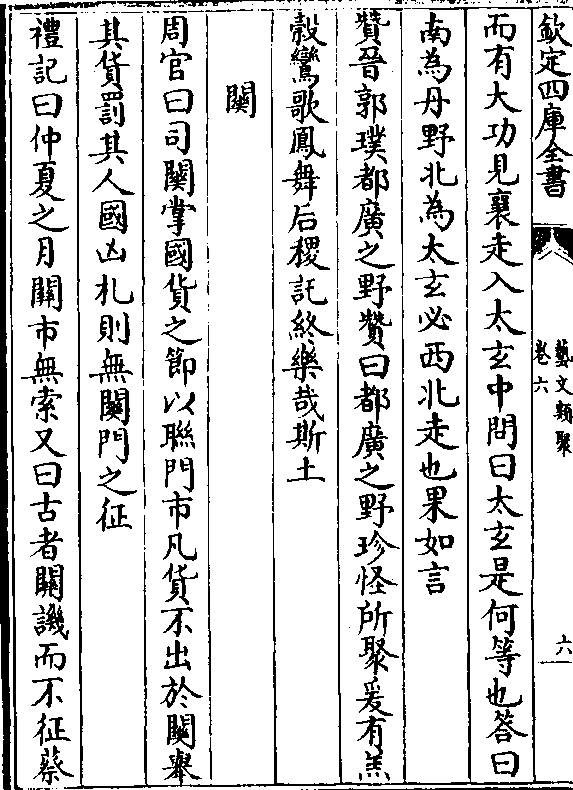 欽定四庫全書
藝文類聚
卷六
六
而有大功見襄走入太玄中問曰太玄是何等也答曰
南為丹野北為太玄必西北走也果如言
贊晉郭璞都廣之野贊曰都廣之野珍怪所聚爰有羔
榖鸞歌鳳舞后稷託終樂哉斯土
關
周官曰司關掌國貨之節以聯門市凡貨不出於關舉
其貨罰其人國凶札則無關門之征
禮記曰仲夏之月關市無索又曰古者關譏而不征蔡